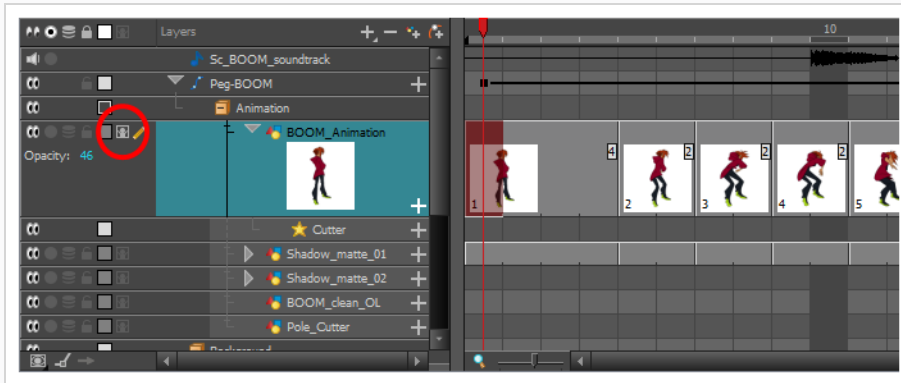 Layers
10
Sc_BOOM_soundtrack
Peg-BOOM
Animation
BOOM_Animation
Opacity: 46
4 2 2 2
1 2 3 4 5
Cutter
Shadow_matte_01
Shadow_matte_02
BOOM_clean_OL
Pole_Cutter
Background